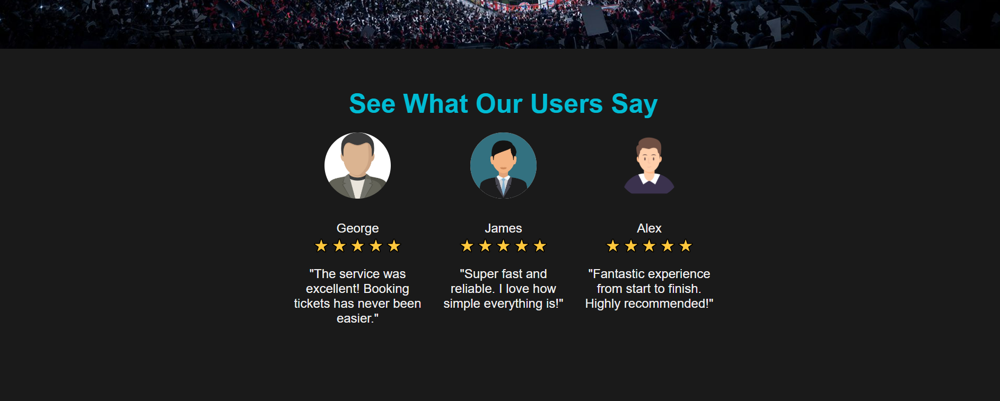 See What Our Users Say
George
James
Alex
"The service was
excellent! Booking
tickets has never been
easier."
"Super fast and
reliable. I love how
simple everything is!"
"Fantastic experience
from start to finish.
Highly recommended!"